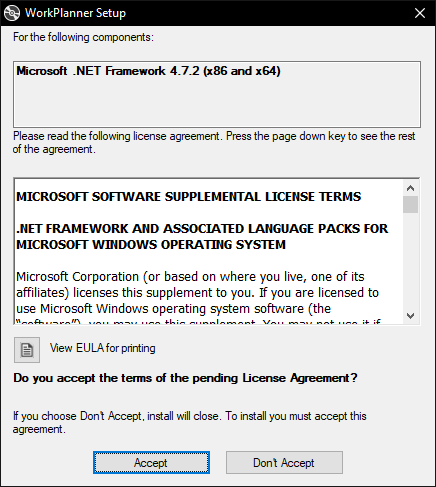 WorkPlanner Setup
For the following components:
Microsoft .NET Framework 4.7.2 (x86 and x64)
Please read the following license agreement. Press the page down key to see the rest
of the agreement.
MICROSOFT SOFTWARE SUPPLEMENTAL LICENSE TERMS
.NET FRAMEWORK AND ASSOCIATED LANGUAGE PACKS FOR
MICROSOFT WINDOWS OPERATING SYSTEM
Microsoft Corporation (or based on where you live, one of its
affiliates) licenses this supplement to you. If you are licensed to
use Microsoft Windows operating system software (the
“software”), you may use this supplement. You may not use it if
View EULA for printing
Do you accept the terms of the pending License Agreement?
If you choose Don't Accept, install will close. To install you must accept this
agreement.
Accept
Don't Accept